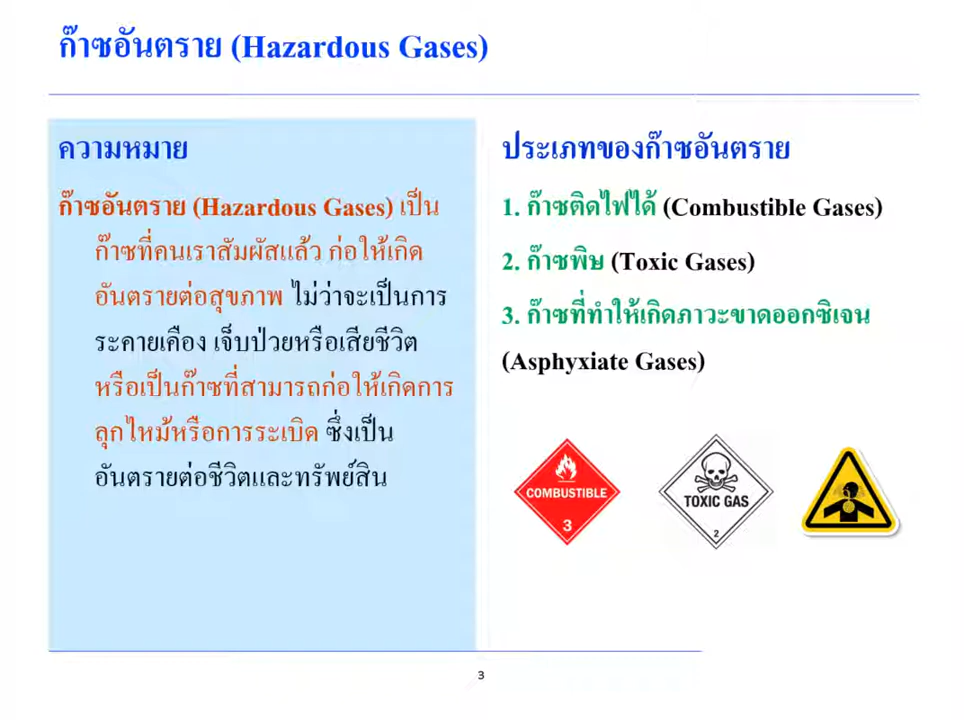 ก๊าซอันตราย (Hazardous Gases)
ความหมาย
ก๊าซอันตราย (Hazardous Gases) เป็น
ก๊าซที่คนเราสัมผัสแล้ว ก่อให้เกิด
อันตรายต่อสุขภาพ ไม่ว่าจะเป็นการ
ระคายเคือง เจ็บป่วยหรือเสียชีวิต
หรือเป็นก๊าซที่สามารถก่อให้เกิดการ
ลุกไหม้หรือการระเบิด ซึ่งเป็น
อันตรายต่อชีวิตและทรัพย์สิน
ประเภทของก๊าซอันตราย
1. ก๊าซติดไฟได้ (Combustible Gases)
2. ก๊าซพิษ (Toxic Gases)
3. ก๊าซที่ทำให้เกิดภาวะขาดออกซิเจน
(Asphyxiate Gases)
COMBUSTIBLE
3
TOXIC GAS
2
3